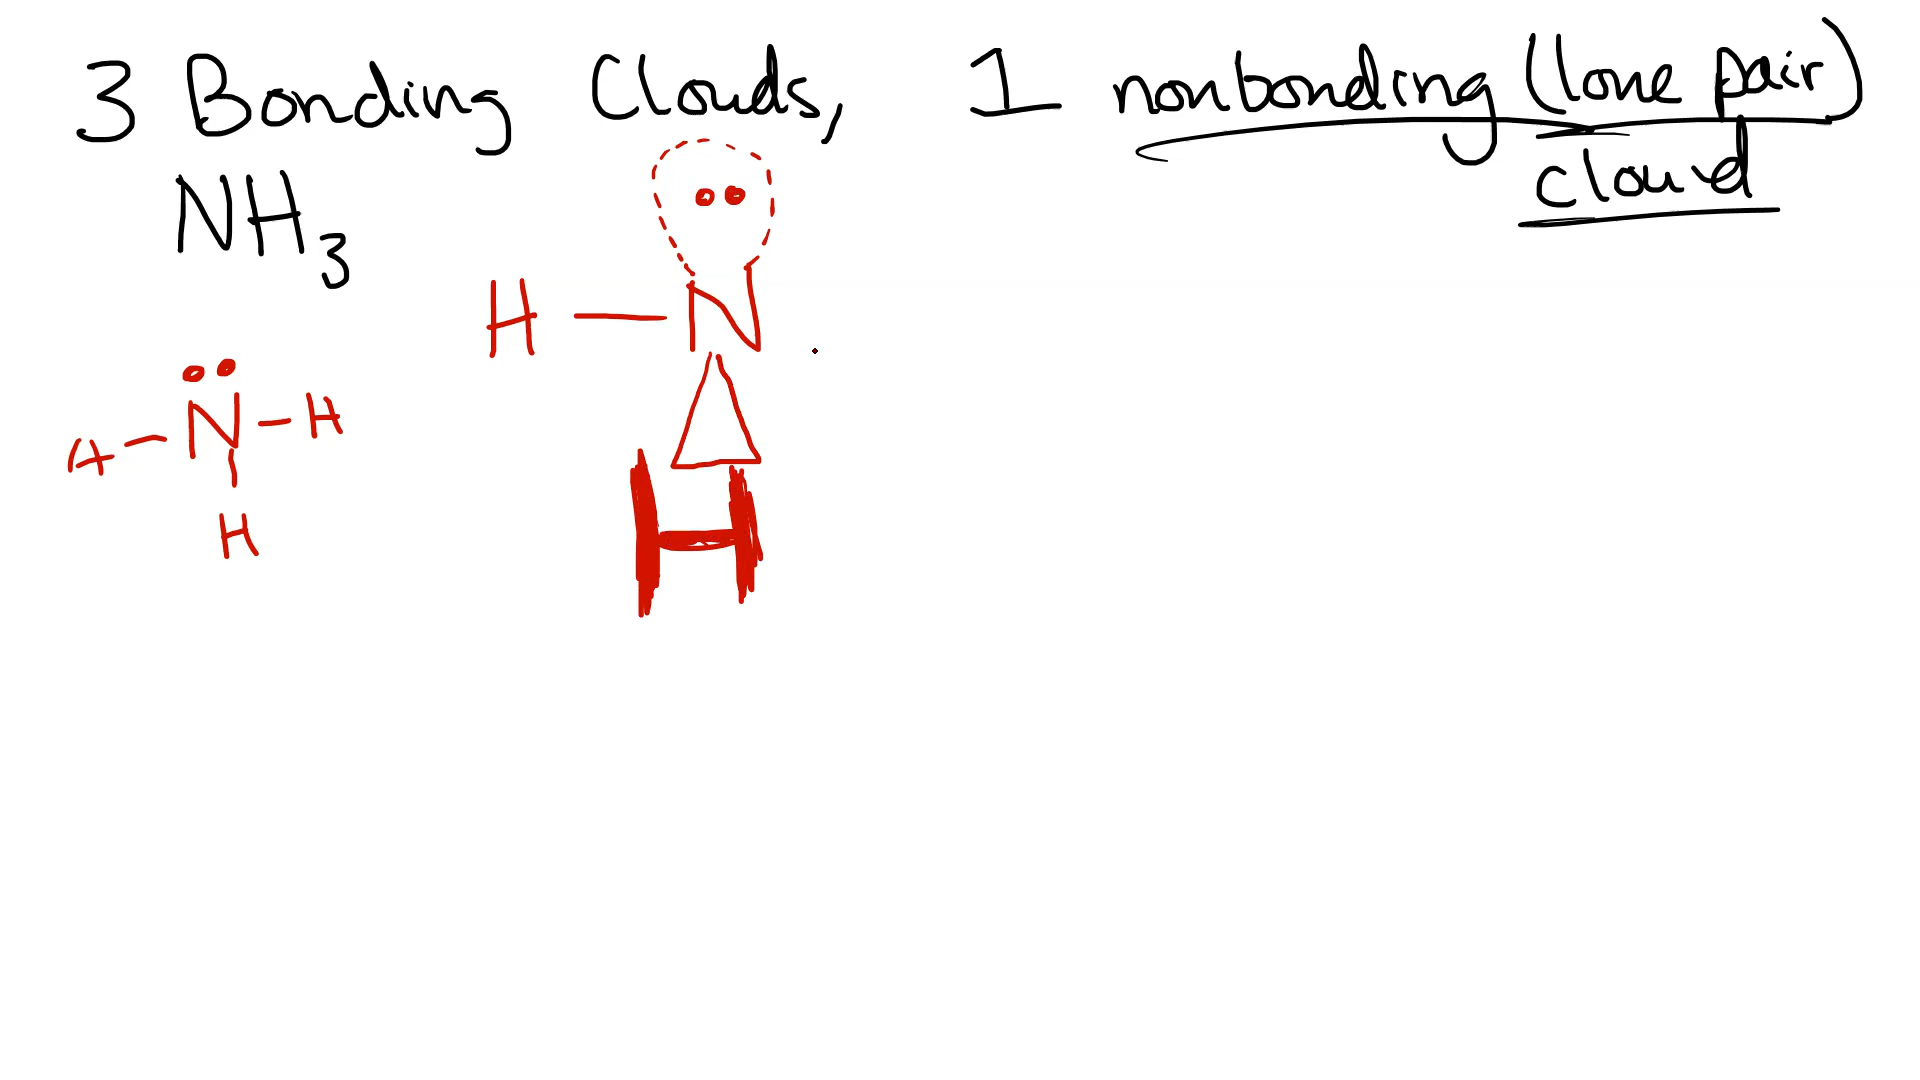 3 Bonding Clouds, 1 nonbonding (lone pair)
cloud
NH3
H — N
H
N - H
H